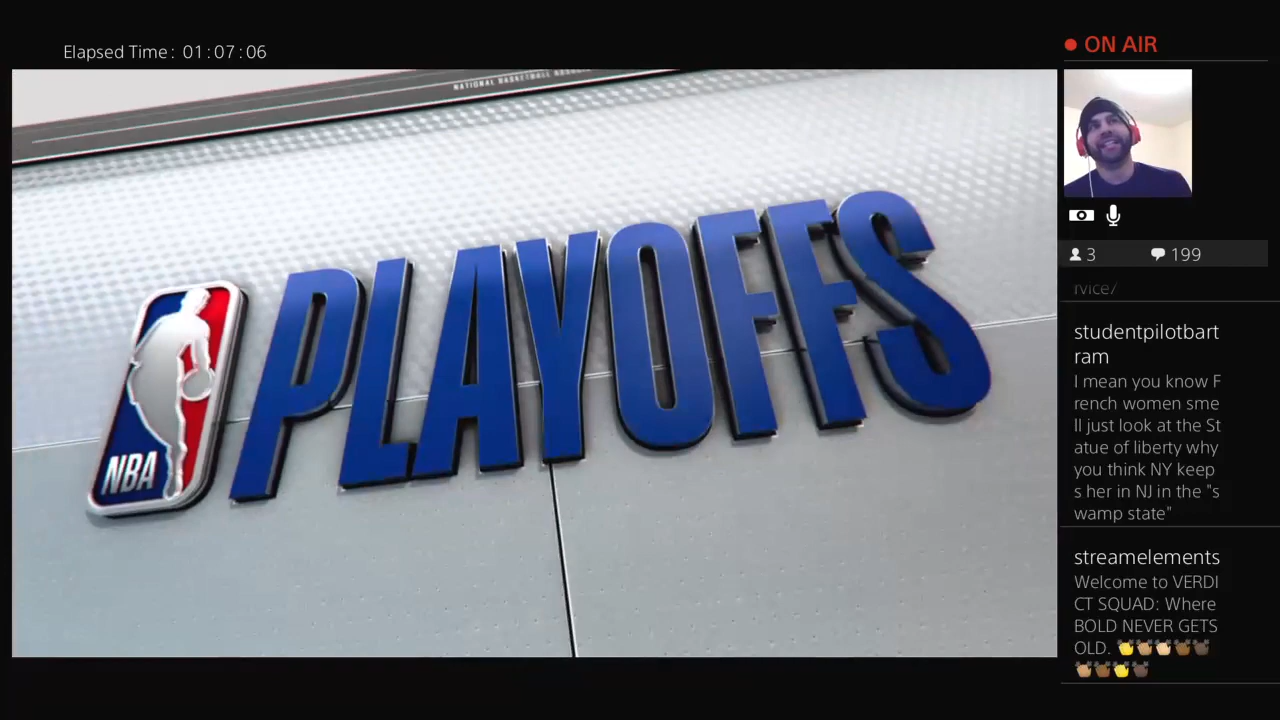 Elapsed Time: 01:07:06
ON AIR
NATIONAL BASKETBALL
PLAYOFFS
NBA
3
199
rvice/
studentpilotbart
ram
I mean you know F
rench women sme
ll just look at the St
atue of liberty why
you think NY keep
s her in NJ in the "s
wamp state"
streamelements
Welcome to VERDI
CT SQUAD: Where
BOLD NEVER GETS
OLD.